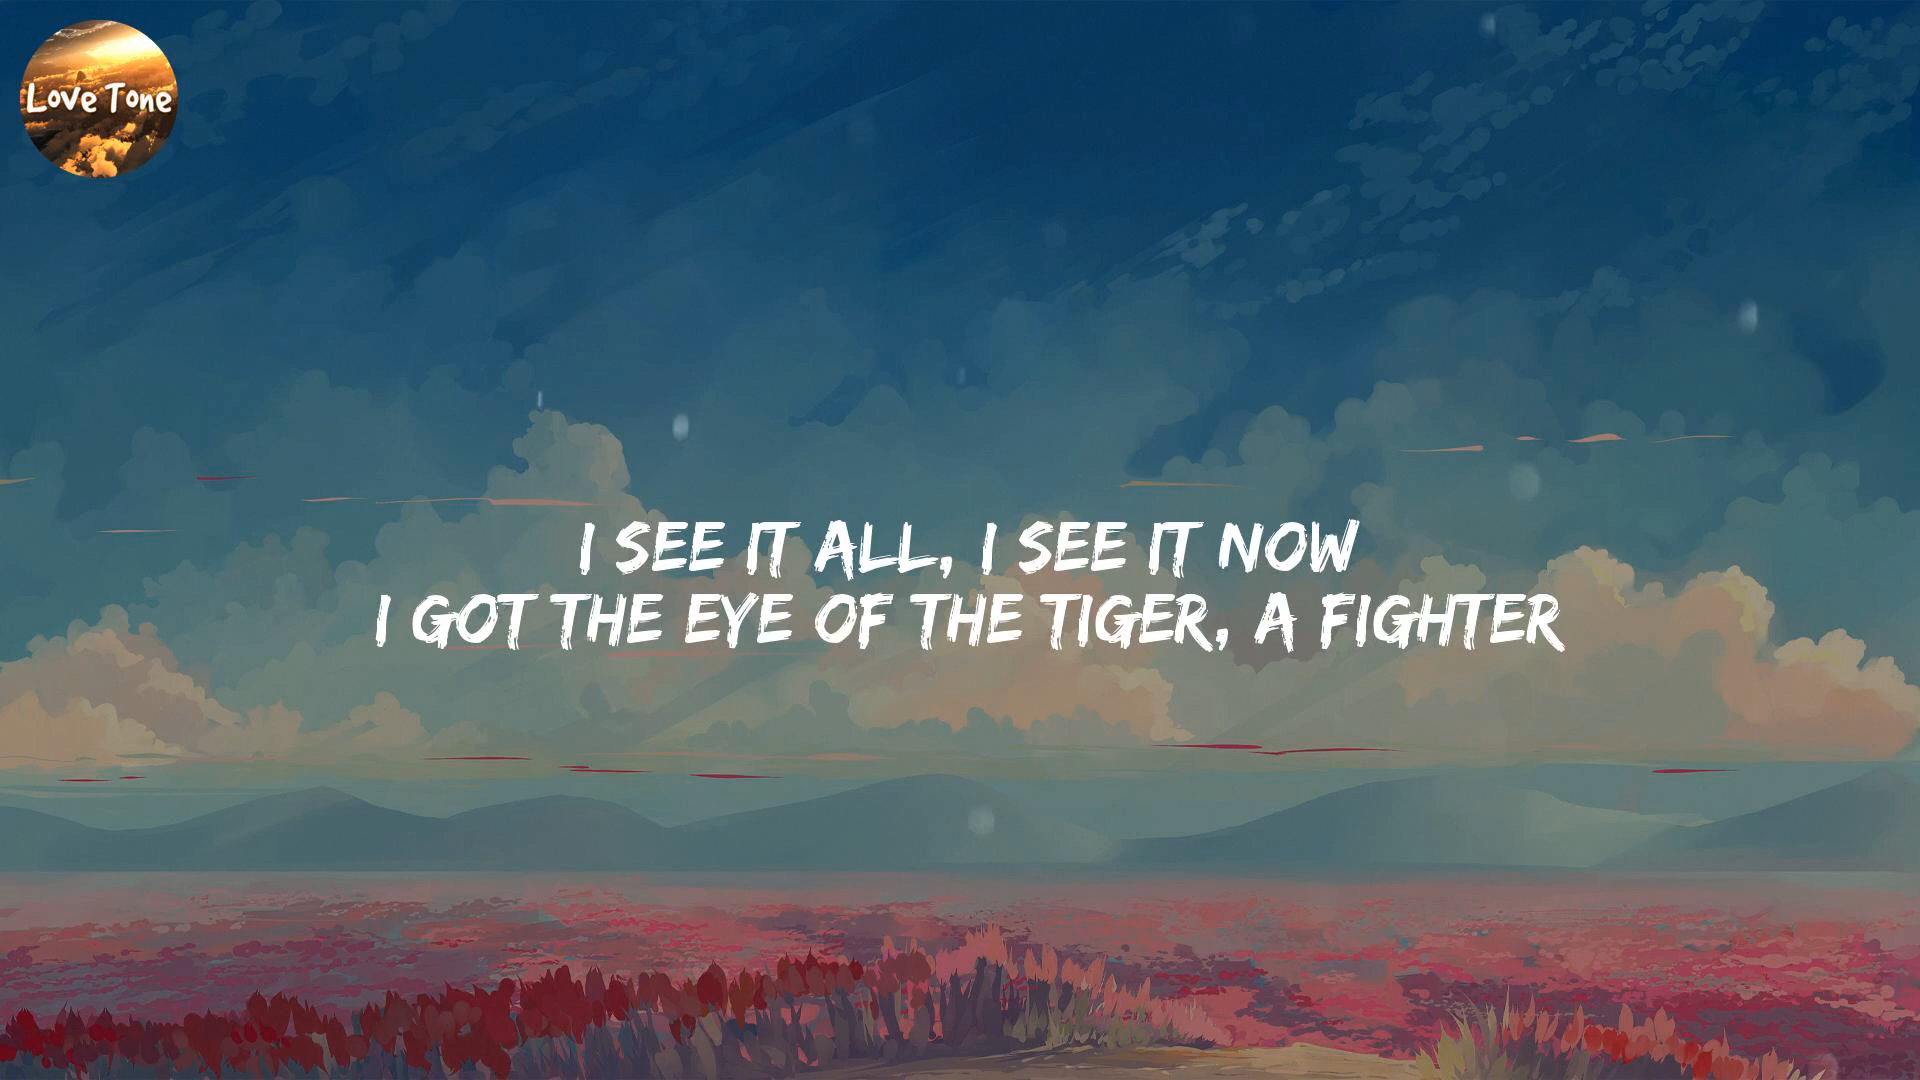 Love Tone
I SEE IT ALL, I SEE IT NOW
I GOT THE EYE OF THE TIGER, A FIGHTER